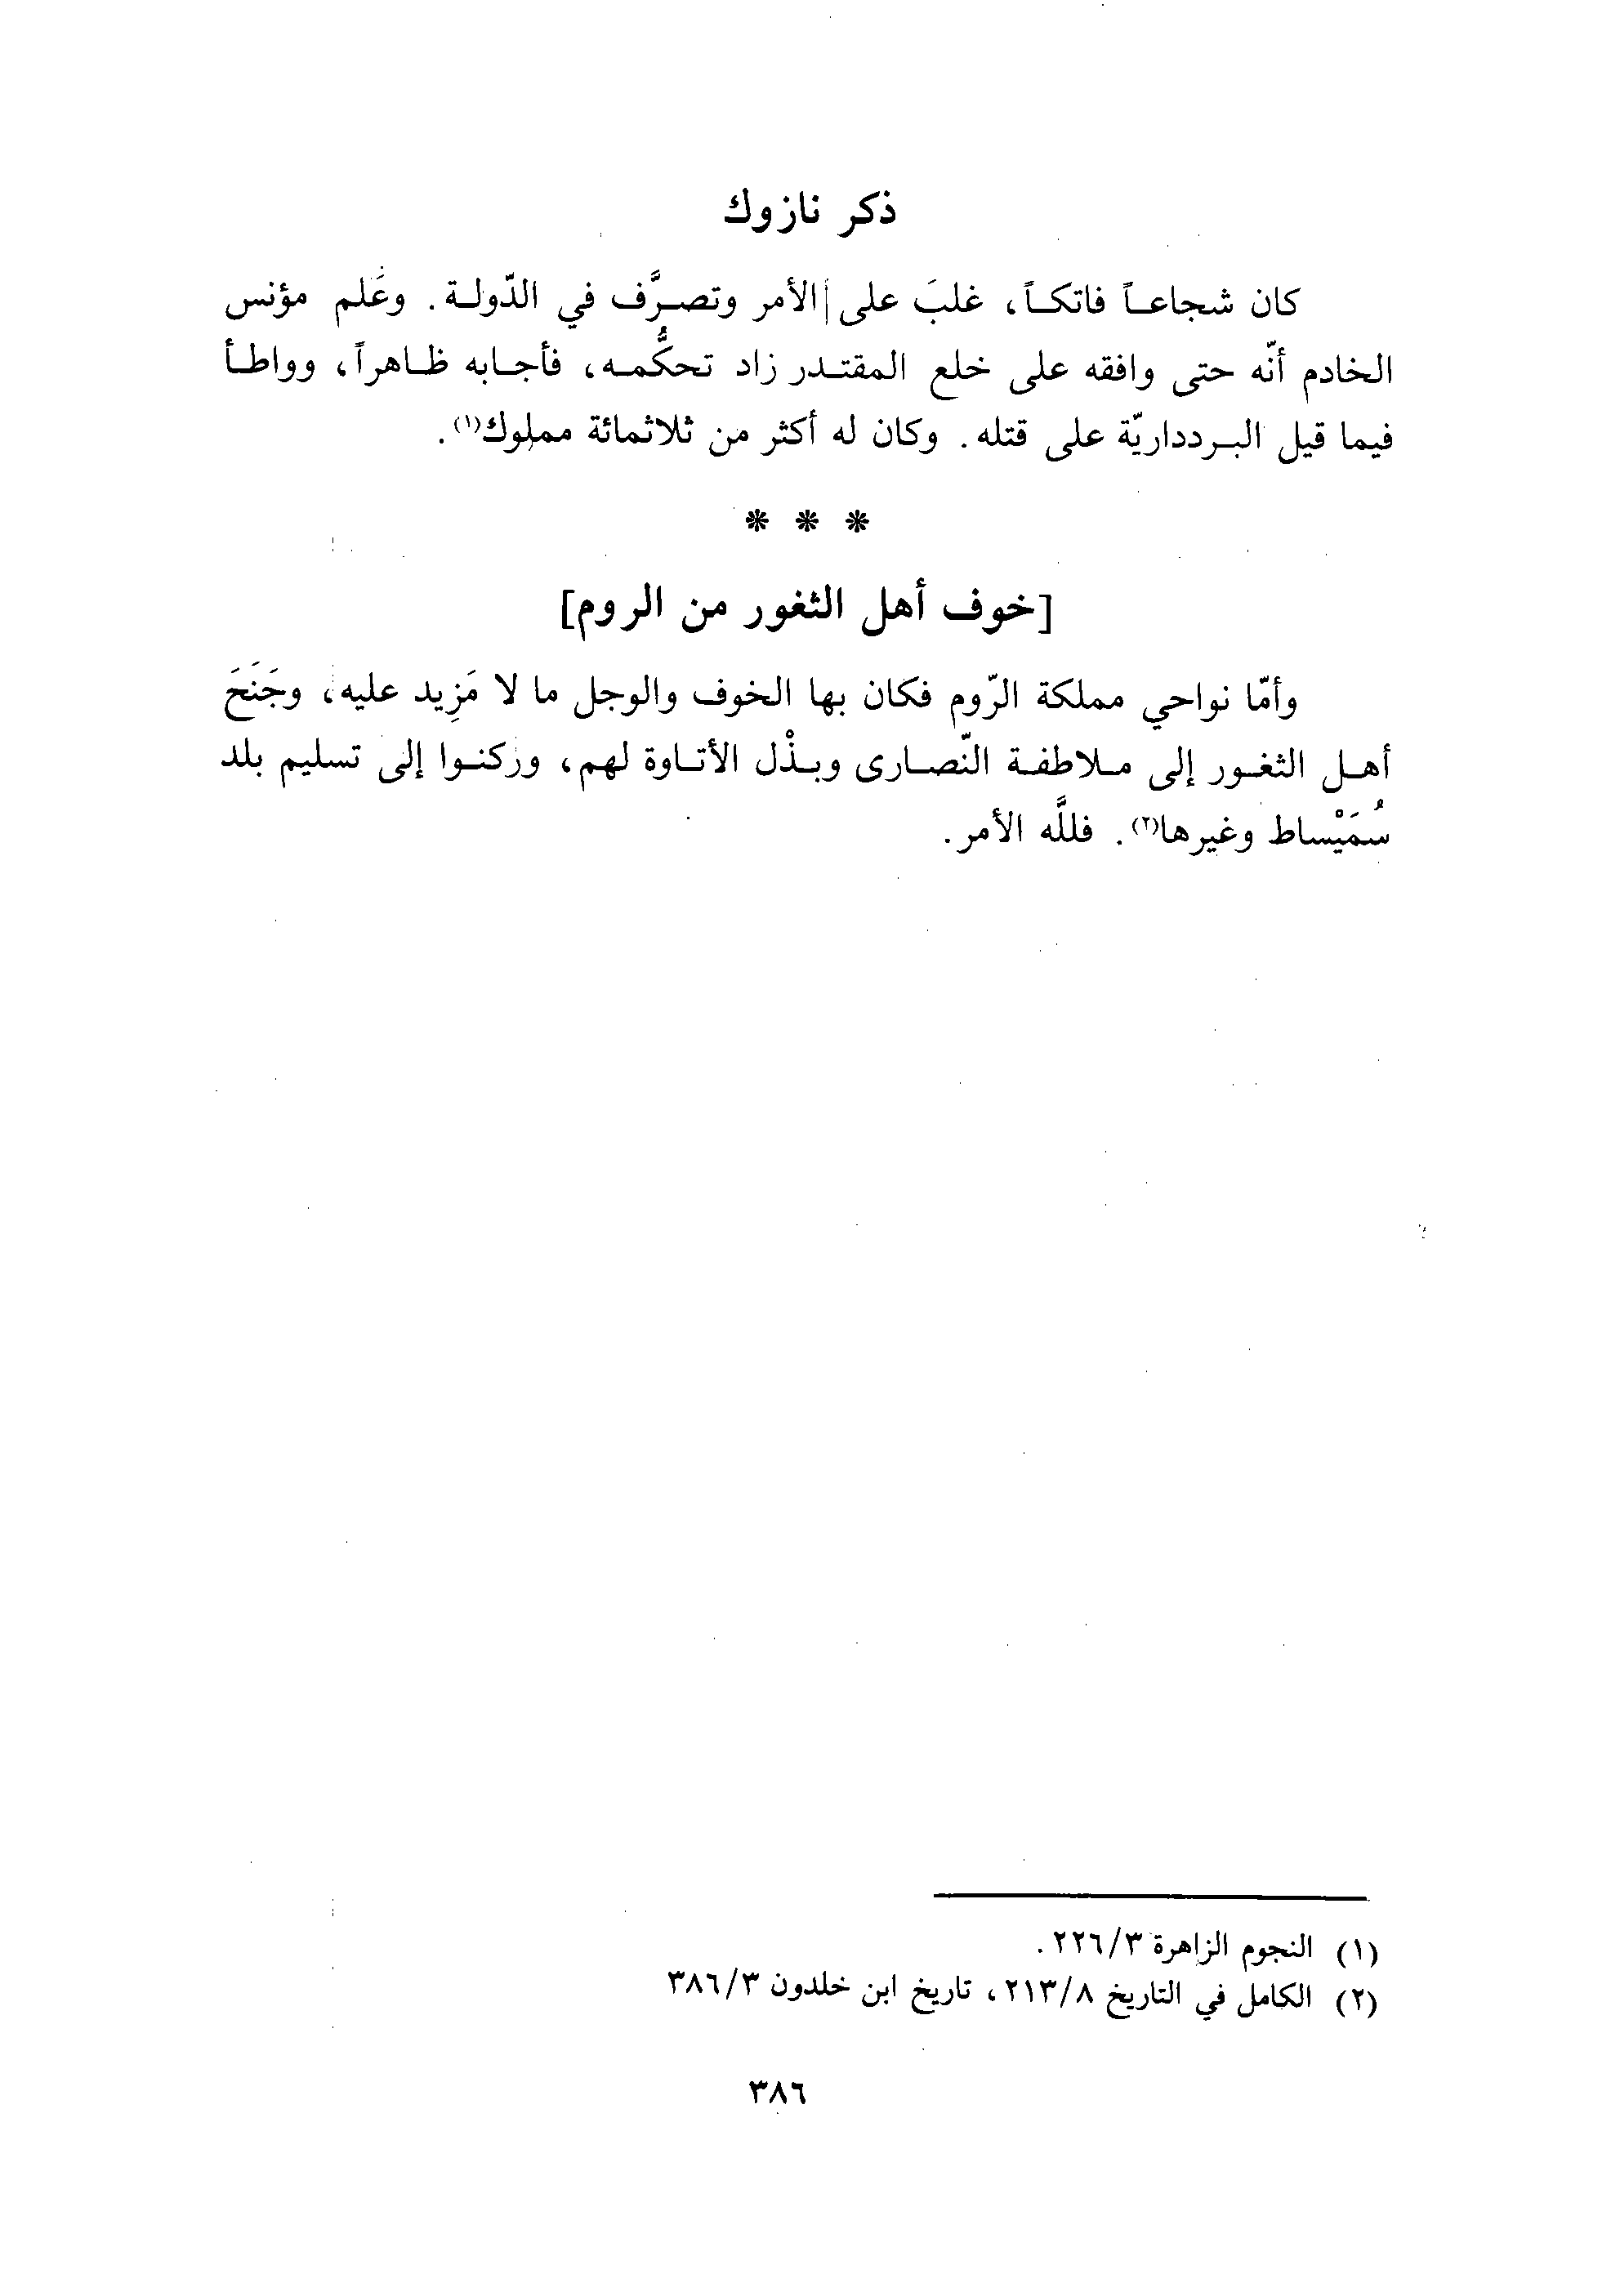 ذكر نازوك
كان شجاعاً فاتكاً، غلبَ على الأمر وتصرَّف في الدّولة. وعَلم مؤنس
الخادم أنّه حتى وافقه على خلع المقتدر زاد تحكُّمه، فأجابه ظاهراً، وواطأ
فيما قيل البردداريّة على قتله. وكان له أكثر من ثلاثمائة مملوك(١).
* * *
[خوف أهل الثغور من الروم]
وأمّا نواحي مملكة الرّوم فكان بها الخوف والوجل ما لا مَزِيد عليه، وجَنَحَ
أهل الثغور إلى ملاطفة النّصارى وبذْل الأتاوة لهم، وركنوا إلى تسليم بلد
سُمَيْساط وغيرها(٢). فللَّه الأمر.
(١) النجوم الزاهرة ٢٢٦/٣.
(٢) الكامل في التاريخ ٢١٣/٨، تاريخ ابن خلدون ٣٨٦/٣
٣٨٦